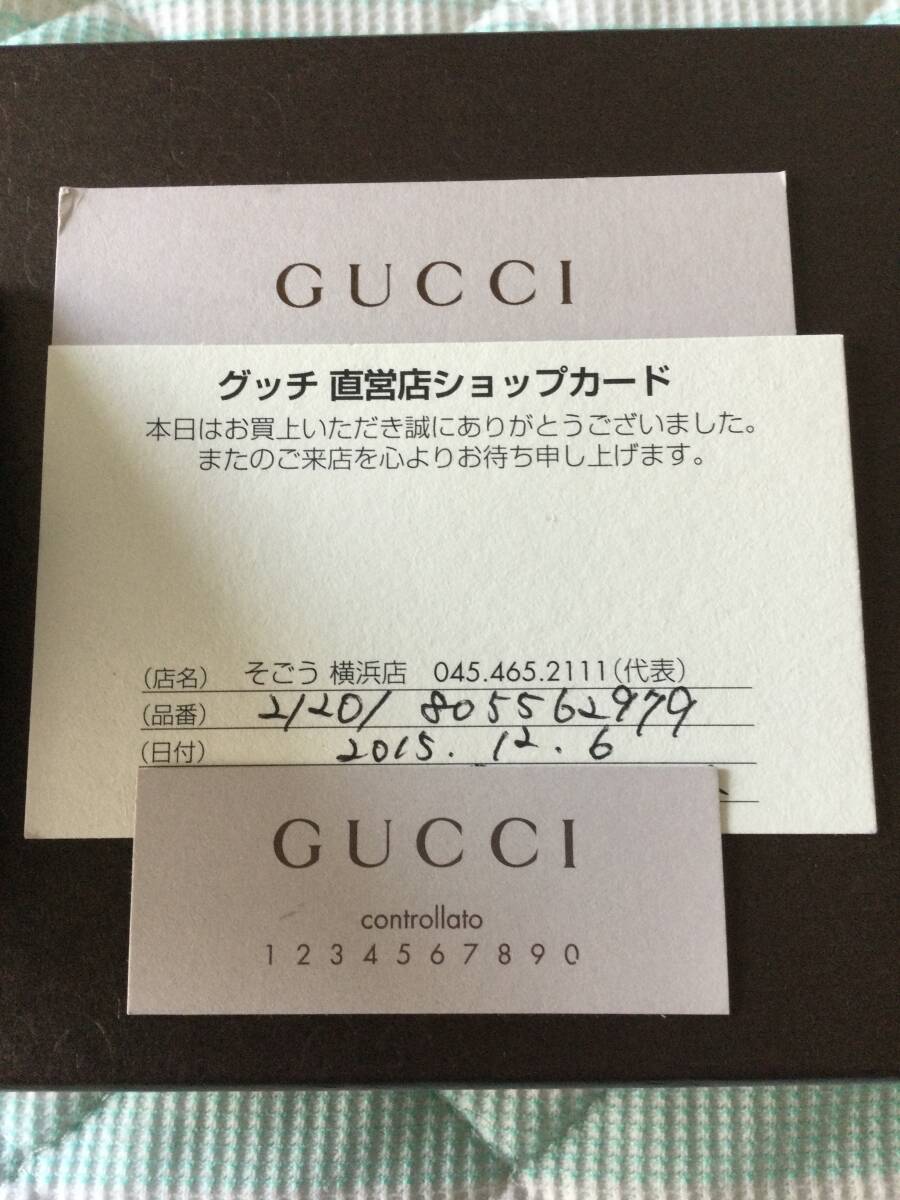 GUCCI
グッチ 直営店ショップカード
本日はお買上いただき誠にありがとうございました。
またのご来店を心よりお待ち申し上げます。
(店名) そごう 横浜店 045.465.2111(代表)
(品番) 21201 805562979
(日付) 2015. 12. 6
GUCCI
controllato
1 2 3 4 5 6 7 8 9 0